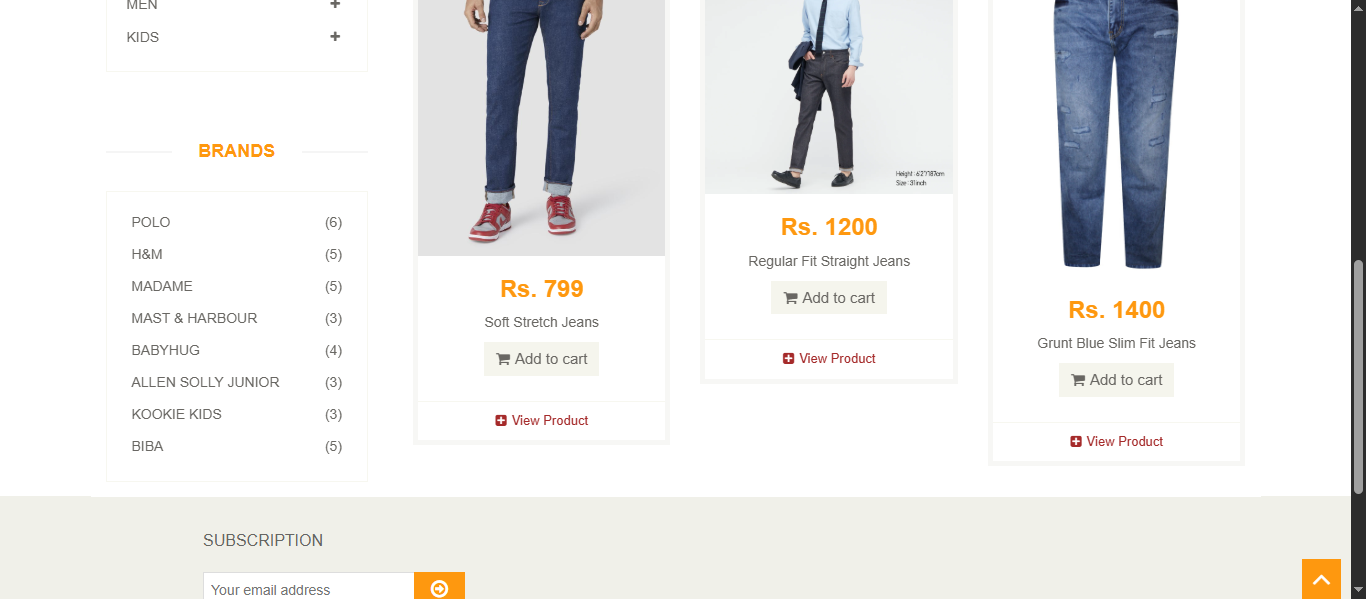 MEN
KIDS
BRANDS
POLO (6)
H&M (5)
MADAME (5)
MAST & HARBOUR (3)
BABYHUG (4)
ALLEN SOLLY JUNIOR (3)
KOOKIE KIDS (3)
BIBA (5)
Rs. 799
Soft Stretch Jeans
Add to cart
View Product
Height : 6'2"/187cm
Size : 31inch
Rs. 1200
Regular Fit Straight Jeans
Add to cart
View Product
Rs. 1400
Grunt Blue Slim Fit Jeans
Add to cart
View Product
SUBSCRIPTION
Your email address